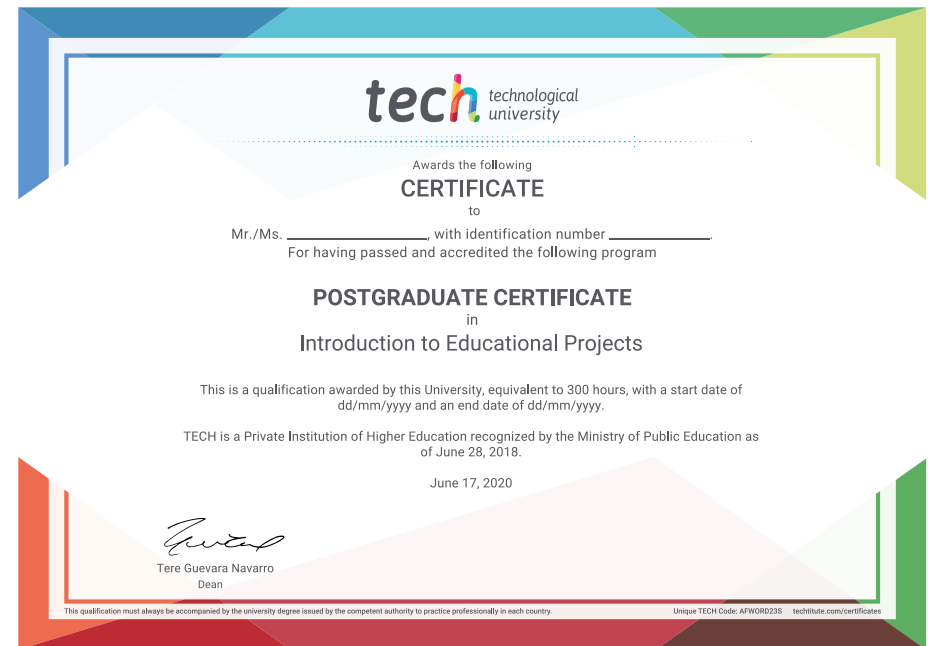 tech technological
university
Awards the following
CERTIFICATE
to
Mr./Ms. ____________________, with identification number ______________.
For having passed and accredited the following program
POSTGRADUATE CERTIFICATE
in
Introduction to Educational Projects
This is a qualification awarded by this University, equivalent to 300 hours, with a start date of
dd/mm/yyyy and an end date of dd/mm/yyyy.
TECH is a Private Institution of Higher Education recognized by the Ministry of Public Education as
of June 28, 2018.
June 17, 2020
Tere Guevara Navarro
Dean
This qualification must always be accompanied by the university degree issued by the competent authority to practice professionally in each country. Unique TECH Code: AFWORD23S techtitute.com/certificates